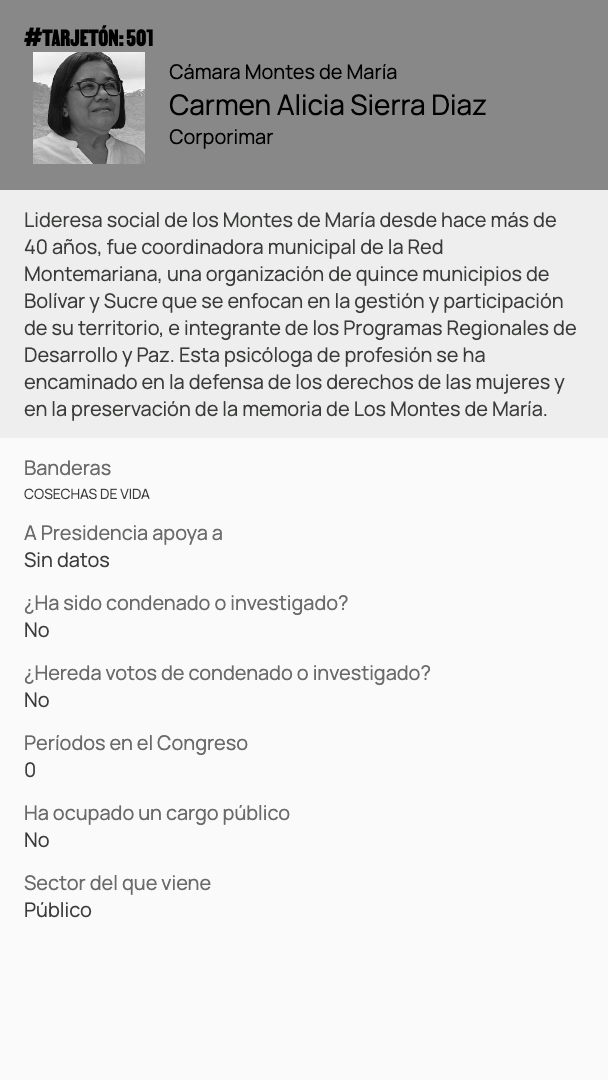 #TARJETÓN: 501
Cámara Montes de María
Carmen Alicia Sierra Diaz
Corporimar
Lideresa social de los Montes de María desde hace más de
40 años, fue coordinadora municipal de la Red
Montemariana, una organización de quince municipios de
Bolívar y Sucre que se enfocan en la gestión y participación
de su territorio, e integrante de los Programas Regionales de
Desarrollo y Paz. Esta psicóloga de profesión se ha
encaminado en la defensa de los derechos de las mujeres y
en la preservación de la memoria de Los Montes de María.
Banderas
COSECHAS DE VIDA
A Presidencia apoya a
Sin datos
¿Ha sido condenado o investigado?
No
¿Hereda votos de condenado o investigado?
No
Períodos en el Congreso
0
Ha ocupado un cargo público
No
Sector del que viene
Público